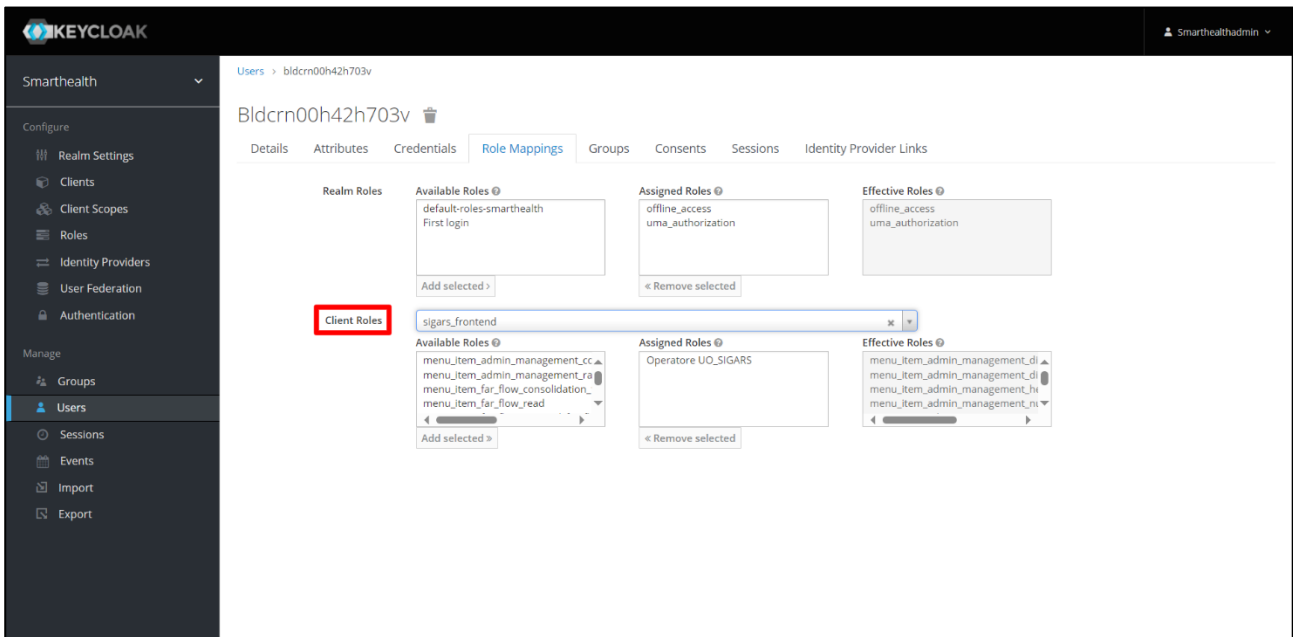 KEYCLOAK
Smarthealthadmin
Smarthealth
Configure
Realm Settings
Clients
Client Scopes
Roles
Identity Providers
User Federation
Authentication
Manage
Groups
Users
Sessions
Events
Import
Export
Users > bldcrn00h42h703v
Bldcrn00h42h703v
Details Attributes Credentials Role Mappings Groups Consents Sessions Identity Provider Links
Realm Roles
Available Roles
default-roles-smarthealth
First login
Add selected >
Assigned Roles
offline_access
uma_authorization
« Remove selected
Effective Roles
offline_access
uma_authorization
Client Roles
sigars_frontend
Available Roles
menu_item_admin_management_cc
menu_item_admin_management_ra
menu_item_far_flow_consolidation_
menu_item_far_flow_read
Add selected »
Assigned Roles
Operatore UO_SIGARS
« Remove selected
Effective Roles
menu_item_admin_management_di
menu_item_admin_management_di
menu_item_admin_management_he
menu_item_admin_management_nu